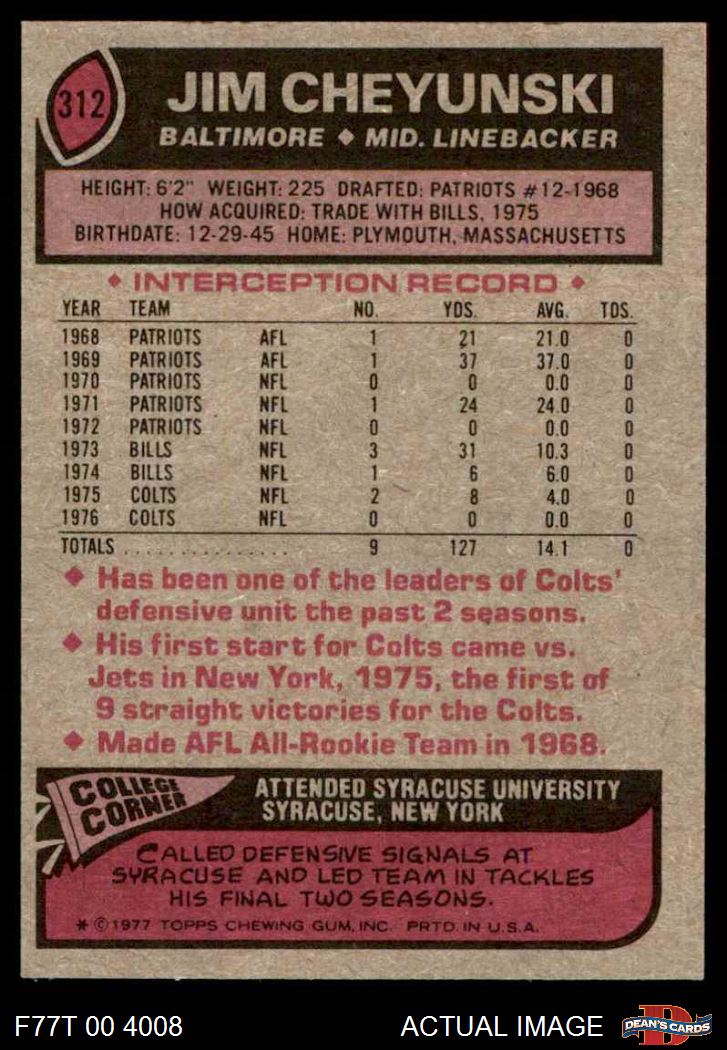 312
JIM CHEYUNSKI
BALTIMORE ♦ MID. LINEBACKER
HEIGHT: 6'2" WEIGHT: 225 DRAFTED: PATRIOTS #12-1968
HOW ACQUIRED: TRADE WITH BILLS, 1975
BIRTHDATE: 12-29-45 HOME: PLYMOUTH, MASSACHUSETTS
♦ INTERCEPTION RECORD ♦
YEAR TEAM NO. YDS. AVG. TDS.
1968 PATRIOTS AFL 1 21 21.0 0
1969 PATRIOTS AFL 1 37 37.0 0
1970 PATRIOTS NFL 0 0 0.0 0
1971 PATRIOTS NFL 1 24 24.0 0
1972 PATRIOTS NFL 0 0 0.0 0
1973 BILLS NFL 3 31 10.3 0
1974 BILLS NFL 1 6 6.0 0
1975 COLTS NFL 2 8 4.0 0
1976 COLTS NFL 0 0 0.0 0
TOTALS ............... 9 127 14.1 0
♦ Has been one of the leaders of Colts'
defensive unit the past 2 seasons.
♦ His first start for Colts came vs.
Jets in New York, 1975, the first of
9 straight victories for the Colts.
♦ Made AFL All-Rookie Team in 1968.
COLLEGE
CORNER
ATTENDED SYRACUSE UNIVERSITY
SYRACUSE, NEW YORK
CALLED DEFENSIVE SIGNALS AT
SYRACUSE AND LED TEAM IN TACKLES
HIS FINAL TWO SEASONS.
* © 1977 TOPPS CHEWING GUM, INC. PRTD. IN U.S.A.
F77T 00 4008
ACTUAL IMAGE
D
DEAN'S CARDS